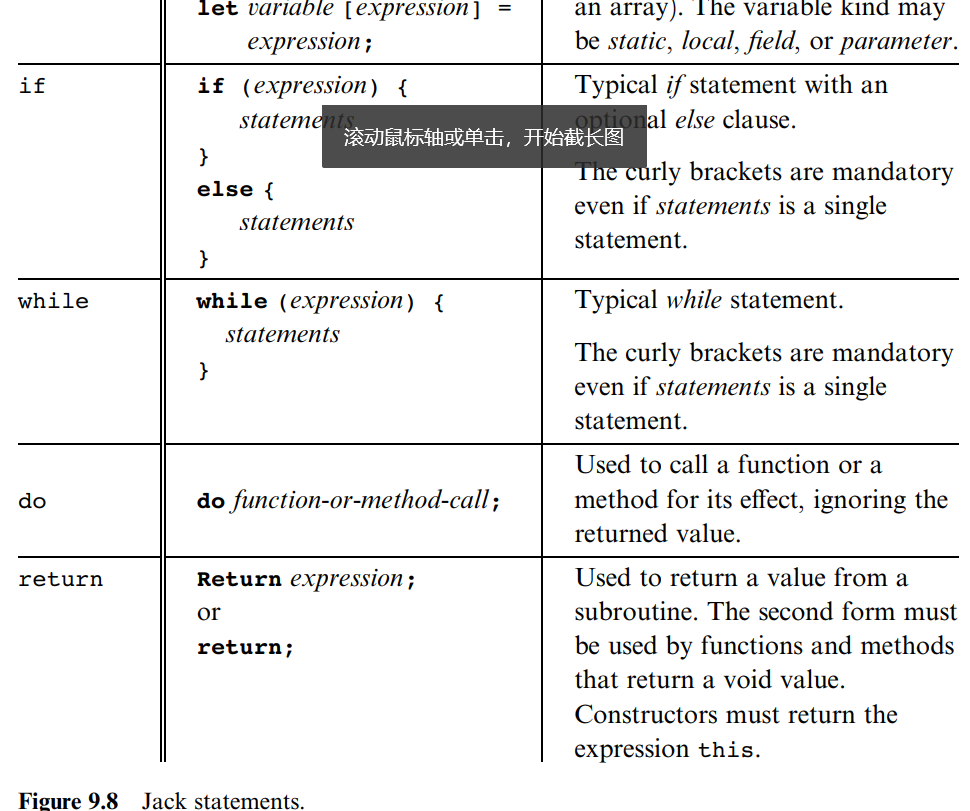 let variable [expression] =
expression;
an array). The variable kind may
be static, local, field, or parameter.
if
if (expression) {
statements
}
else {
statements
}
Typical if statement with an
optional else clause.
The curly brackets are mandatory
even if statements is a single
statement.
滚动鼠标轴或单击，开始截长图
while
while (expression) {
statements
}
Typical while statement.
The curly brackets are mandatory
even if statements is a single
statement.
do
do function-or-method-call;
Used to call a function or a
method for its effect, ignoring the
returned value.
return
Return expression;
or
return;
Used to return a value from a
subroutine. The second form must
be used by functions and methods
that return a void value.
Constructors must return the
expression this.
Figure 9.8 Jack statements.